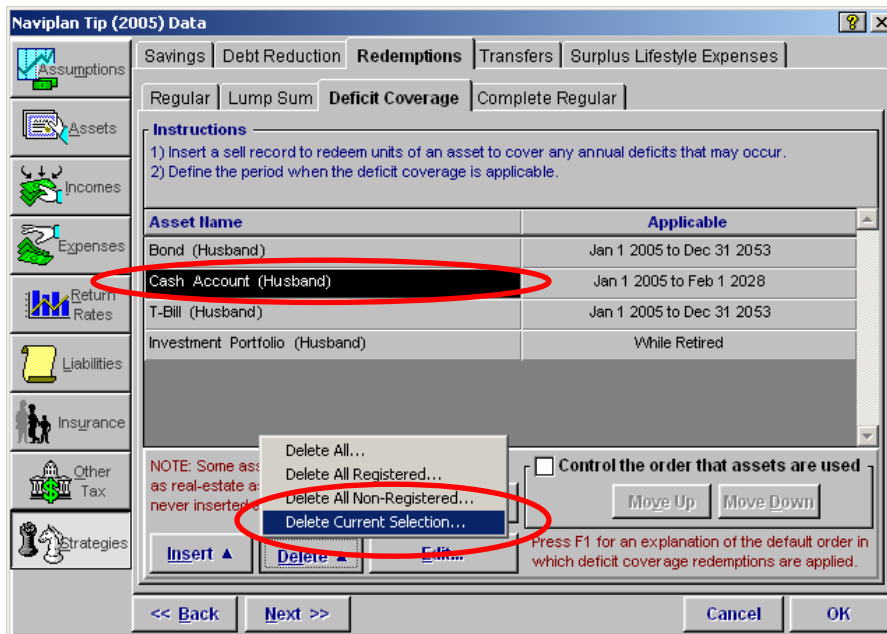 Naviplan Tip (2005) Data
Assumptions
Assets
Incomes
Expenses
Return
Rates
Liabilities
Insurance
Other
Tax
Strategies
Savings Debt Reduction Redemptions Transfers Surplus Lifestyle Expenses
Regular Lump Sum Deficit Coverage Complete Regular
Instructions
1) Insert a sell record to redeem units of an asset to cover any annual deficits that may occur.
2) Define the period when the deficit coverage is applicable.
Asset Name Applicable
Bond (Husband) Jan 1 2005 to Dec 31 2053
Cash Account (Husband) Jan 1 2005 to Feb 1 2028
T-Bill (Husband) Jan 1 2005 to Dec 31 2053
Investment Portfolio (Husband) While Retired
NOTE: Some ass
as real-estate a
never inserted
Delete All...
Delete All Registered...
Delete All Non-Registered...
Delete Current Selection...
Insert ▲ Delete ▲ Edit...
Control the order that assets are used
Move Up Move Down
Press F1 for an explanation of the default order in
which deficit coverage redemptions are applied.
<< Back Next >> Cancel OK